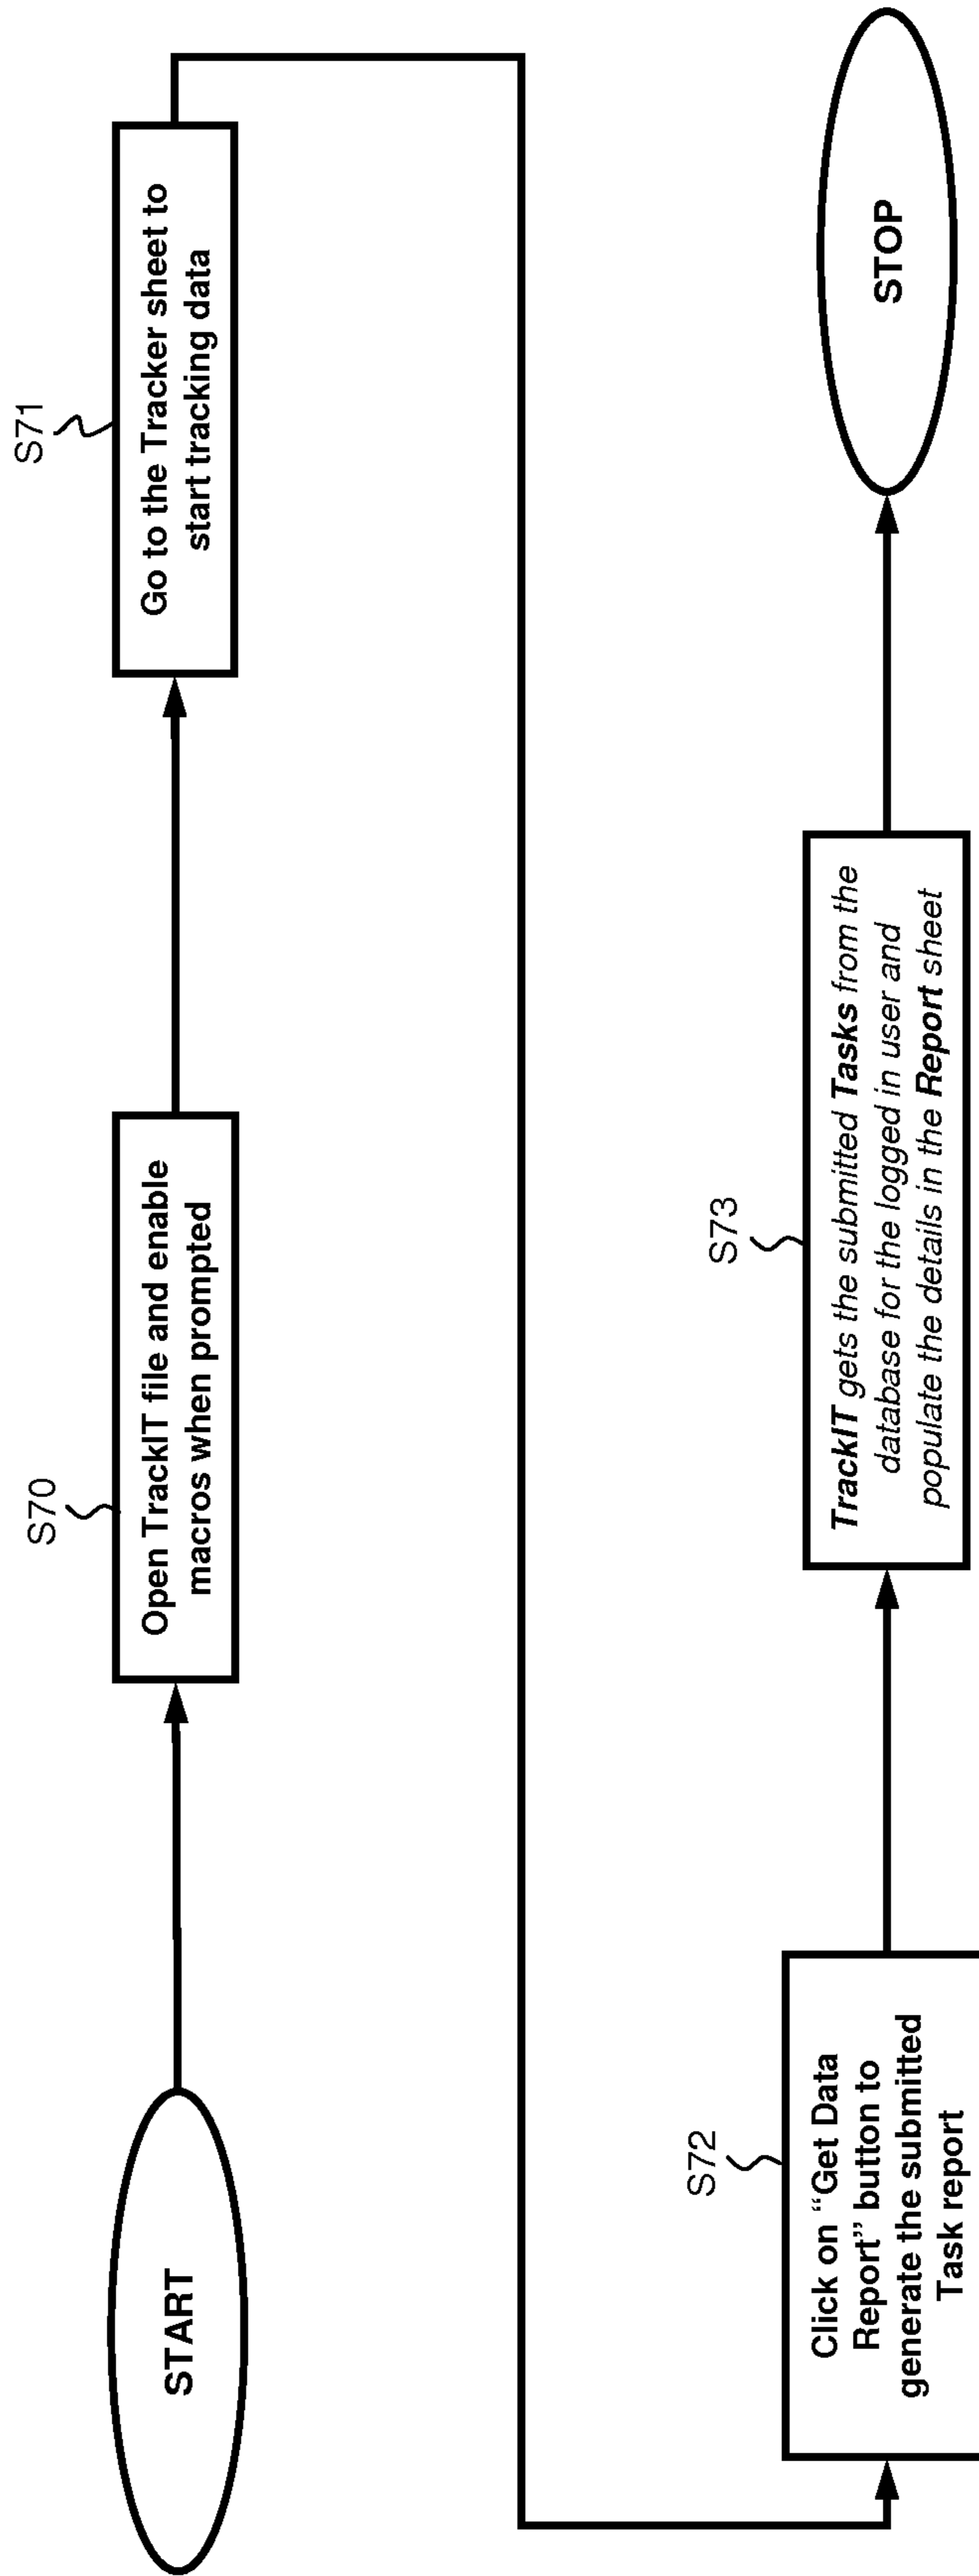 START
S70
Open TrackIT file and enable
macros when prompted
S71
Go to the Tracker sheet to
start tracking data
S72
Click on “Get Data
Report” button to
generate the submitted
Task report
S73
TrackIT gets the submitted Tasks from the
database for the logged in user and
populate the details in the Report sheet
STOP